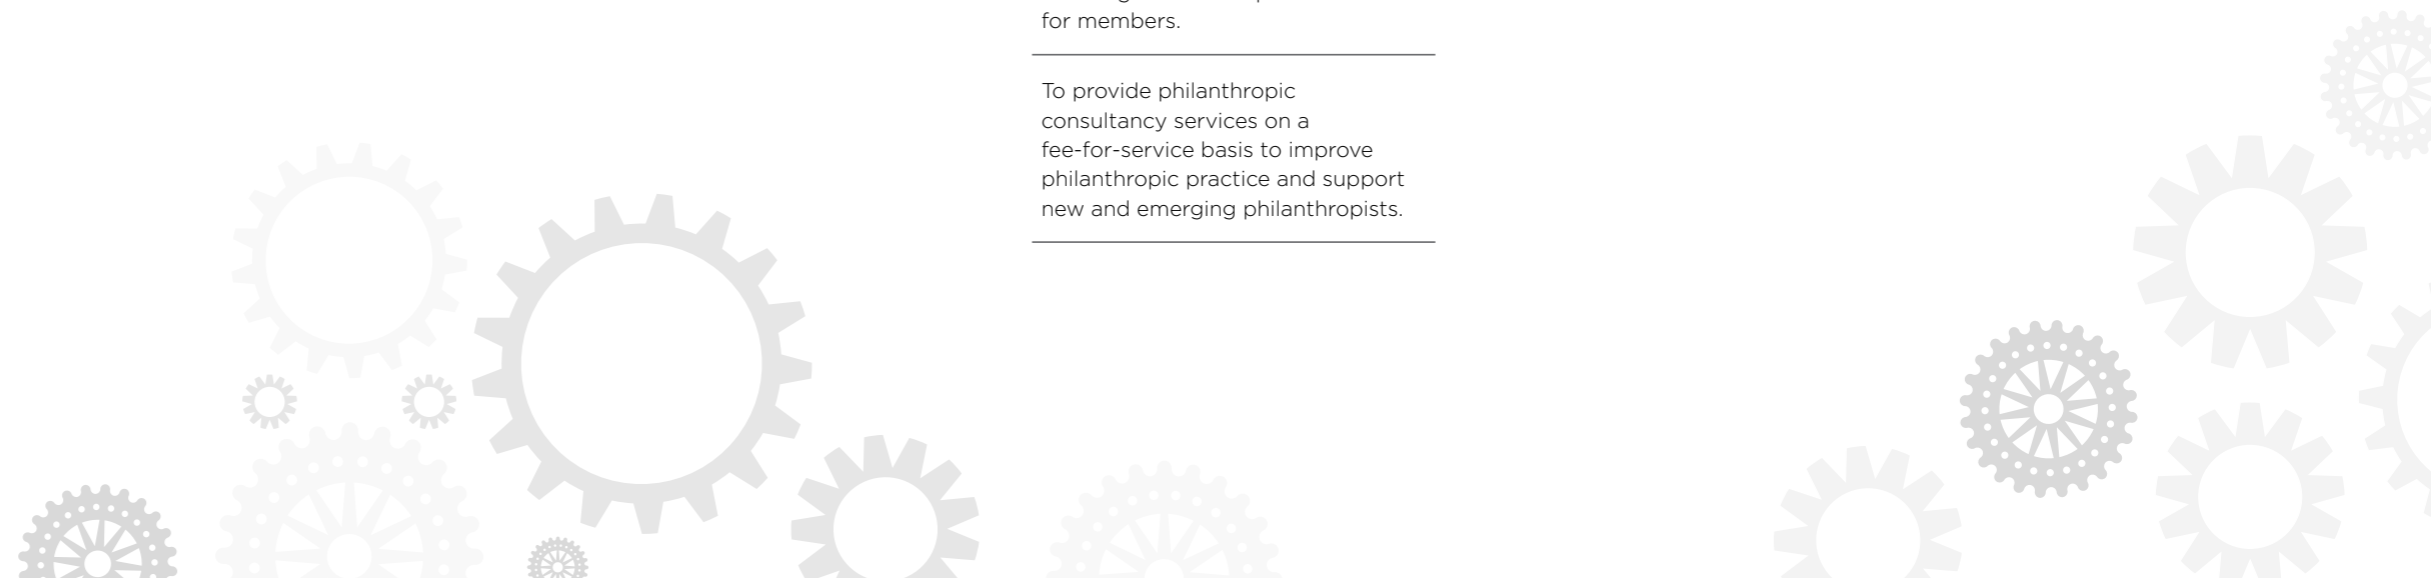 for members.
To provide philanthropic
consultancy services on a
fee-for-service basis to improve
philanthropic practice and support
new and emerging philanthropists.